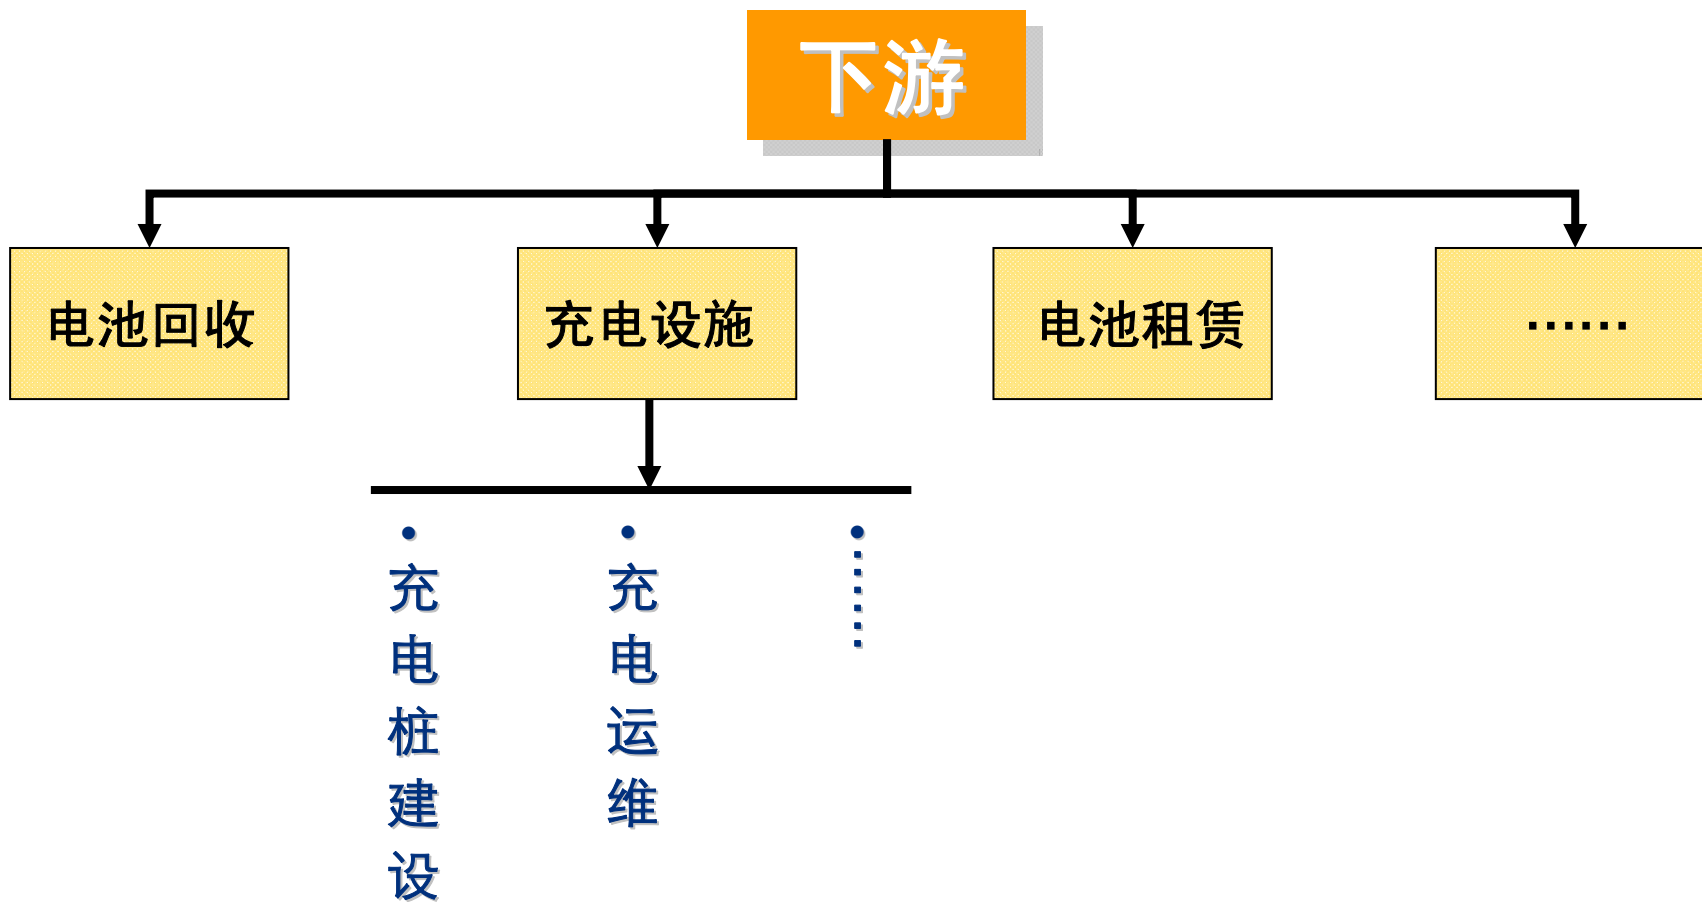 下游
电池回收
充电设施
电池租赁
……
•充电桩建设
•充电运维
•……